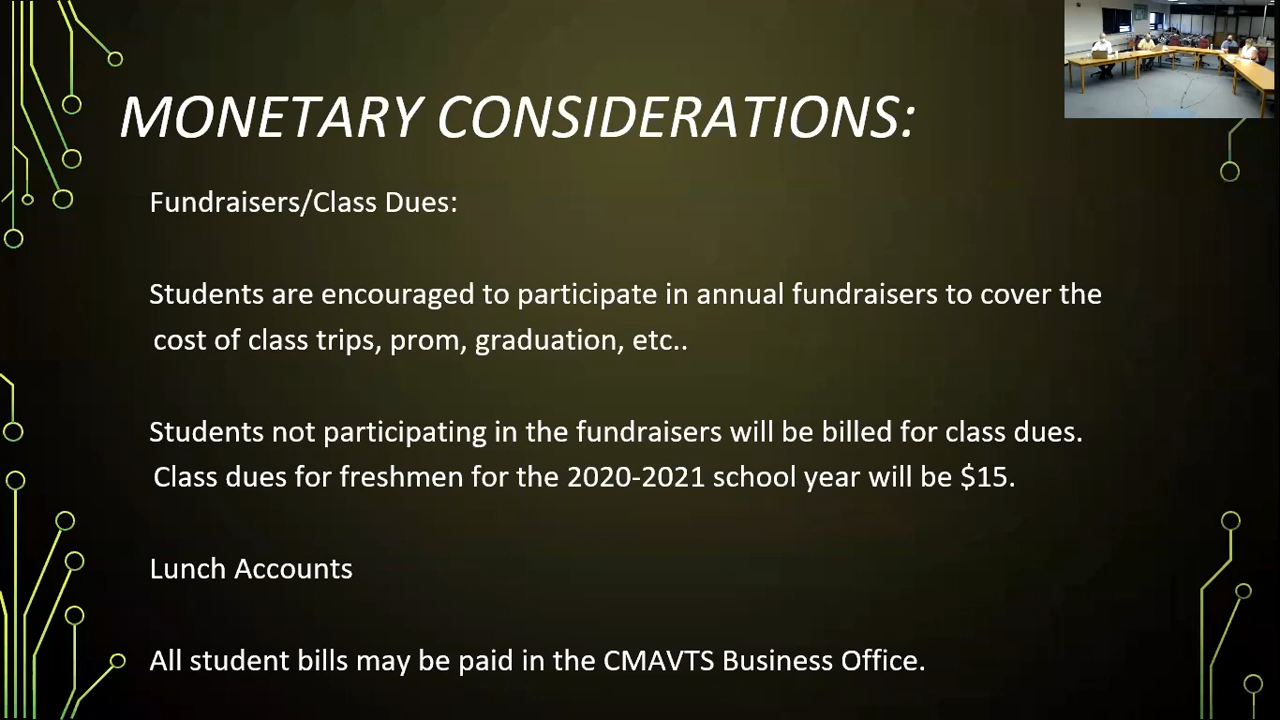 MONETARY CONSIDERATIONS:
Fundraisers/Class Dues:
Students are encouraged to participate in annual fundraisers to cover the
cost of class trips, prom, graduation, etc..
Students not participating in the fundraisers will be billed for class dues.
Class dues for freshmen for the 2020-2021 school year will be $15.
Lunch Accounts
All student bills may be paid in the CMAVTS Business Office.